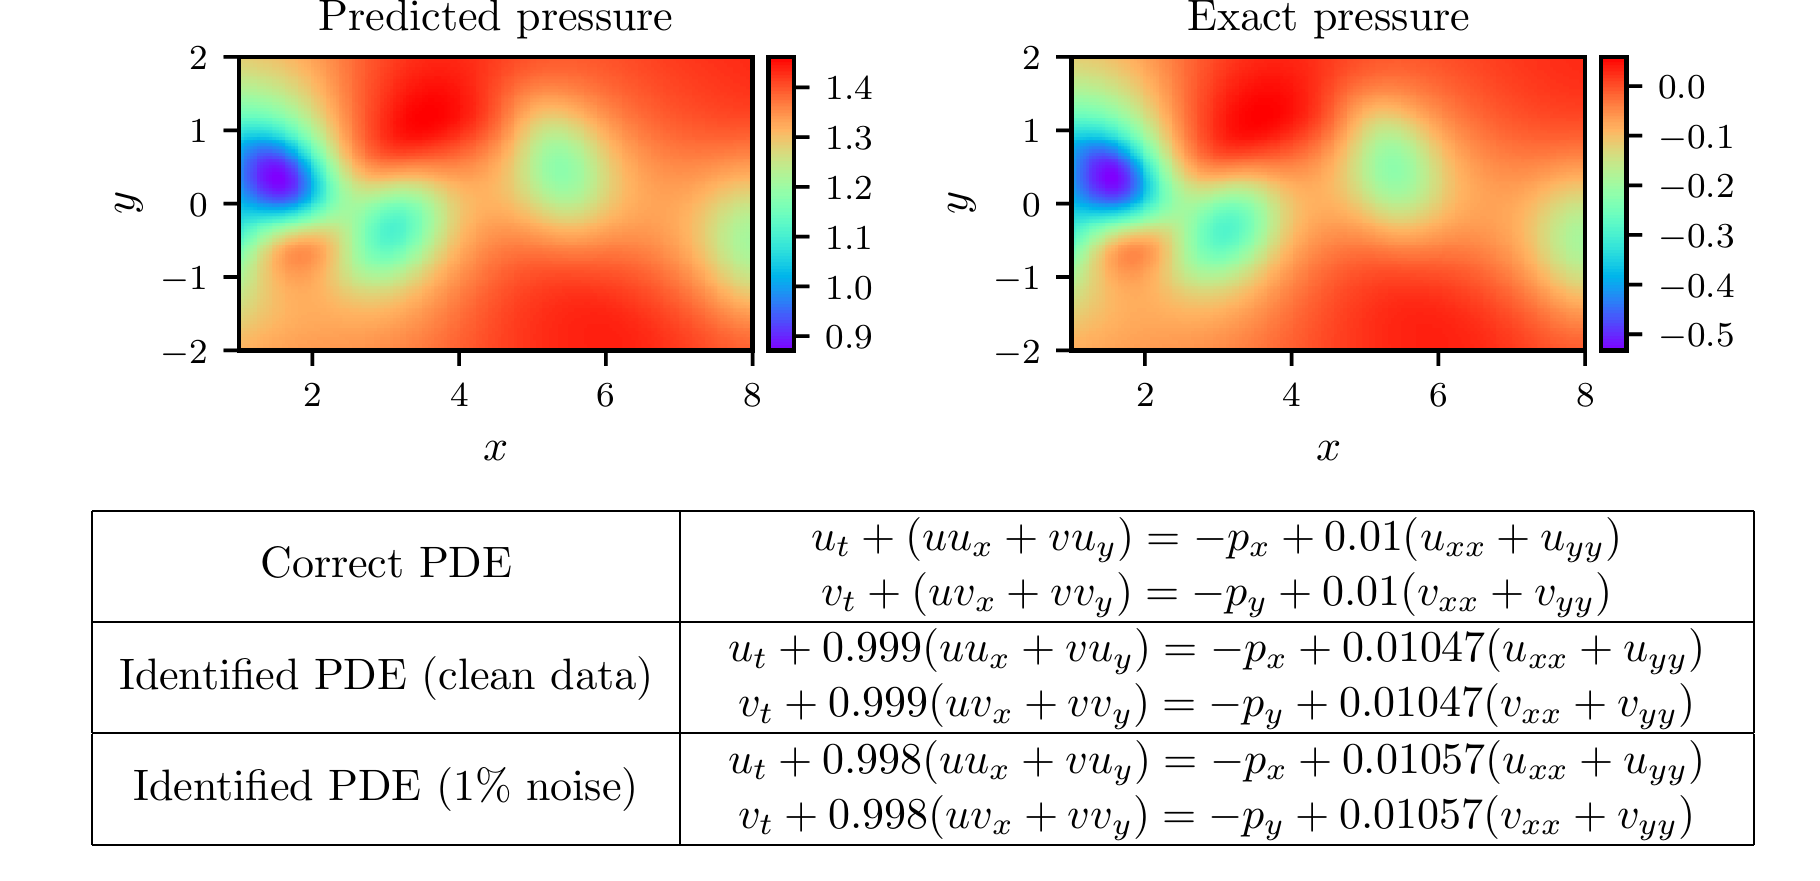 Predicted pressure
2
1
0
−1
−2
y
2 4 6 8
x
1.4
1.3
1.2
1.1
1.0
0.9
Exact pressure
2
1
0
−1
−2
y
2 4 6 8
x
0.0
−0.1
−0.2
−0.3
−0.4
−0.5
Correct PDE
u_t + (uu_x + vu_y) = −p_x + 0.01(u_xx + u_yy)
v_t + (uv_x + vv_y) = −p_y + 0.01(v_xx + v_yy)
Identified PDE (clean data)
u_t + 0.999(uu_x + vu_y) = −p_x + 0.01047(u_xx + u_yy)
v_t + 0.999(uv_x + vv_y) = −p_y + 0.01047(v_xx + v_yy)
Identified PDE (1% noise)
u_t + 0.998(uu_x + vu_y) = −p_x + 0.01057(u_xx + u_yy)
v_t + 0.998(uv_x + vv_y) = −p_y + 0.01057(v_xx + v_yy)